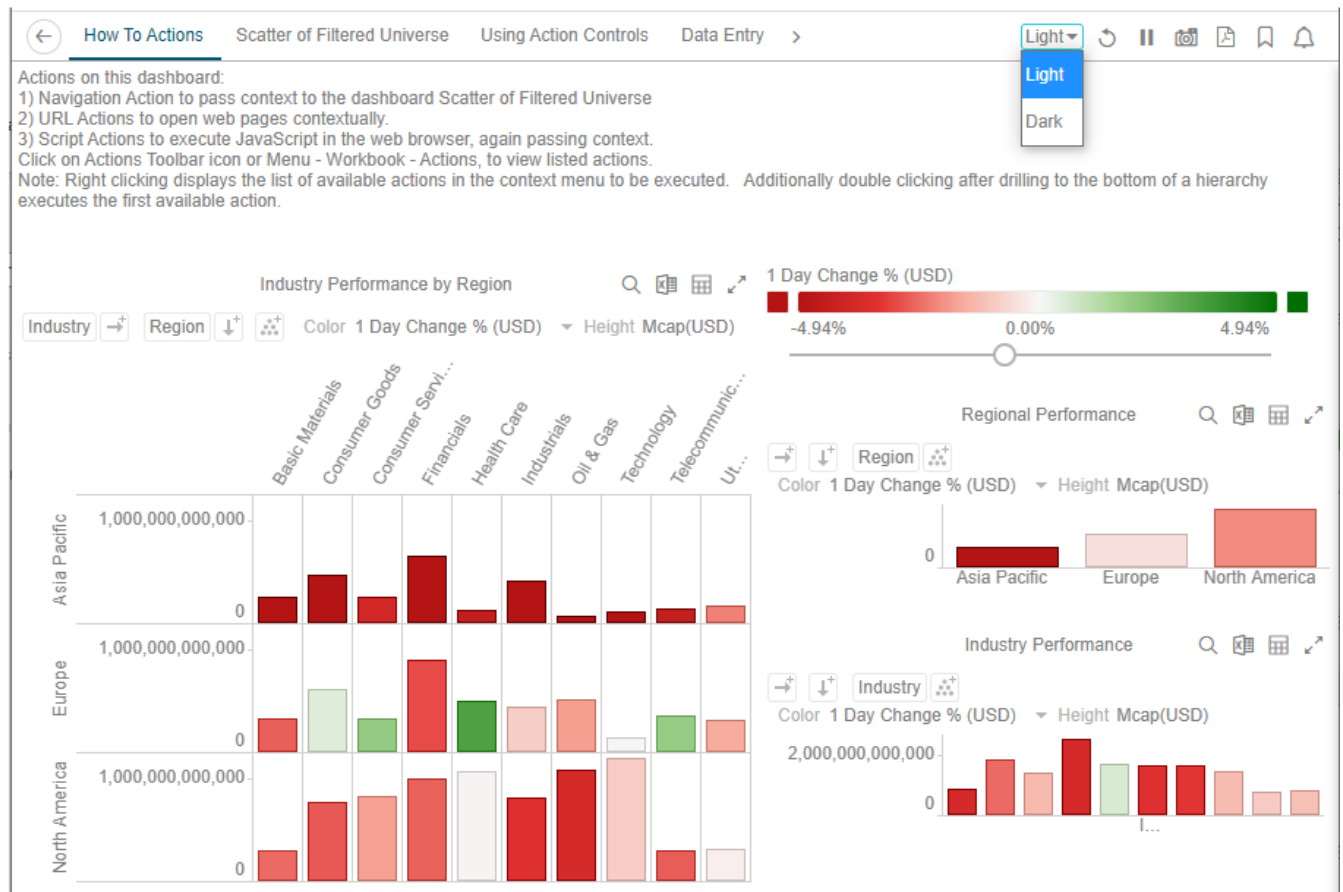 How To Actions Scatter of Filtered Universe Using Action Controls Data Entry
Light
Light
Dark
Actions on this dashboard:
1) Navigation Action to pass context to the dashboard Scatter of Filtered Universe
2) URL Actions to open web pages contextually.
3) Script Actions to execute JavaScript in the web browser, again passing context.
Click on Actions Toolbar icon or Menu - Workbook - Actions, to view listed actions.
Note: Right clicking displays the list of available actions in the context menu to be executed. Additionally double clicking after drilling to the bottom of a hierarchy
executes the first available action.
Industry Performance by Region
Industry Region Color 1 Day Change % (USD) Height Mcap(USD)
Basic Materials
Consumer Goods
Consumer Servi...
Financials
Health Care
Industrials
Oil & Gas
Technology
Telecommunic...
Ut...
Asia Pacific
1,000,000,000,000
0
Europe
1,000,000,000,000
0
North America
1,000,000,000,000
0
1 Day Change % (USD)
-4.94% 0.00% 4.94%
Regional Performance
Region
Color 1 Day Change % (USD) Height Mcap(USD)
0
Asia Pacific Europe North America
Industry Performance
Industry
Color 1 Day Change % (USD) Height Mcap(USD)
2,000,000,000,000
0
I...